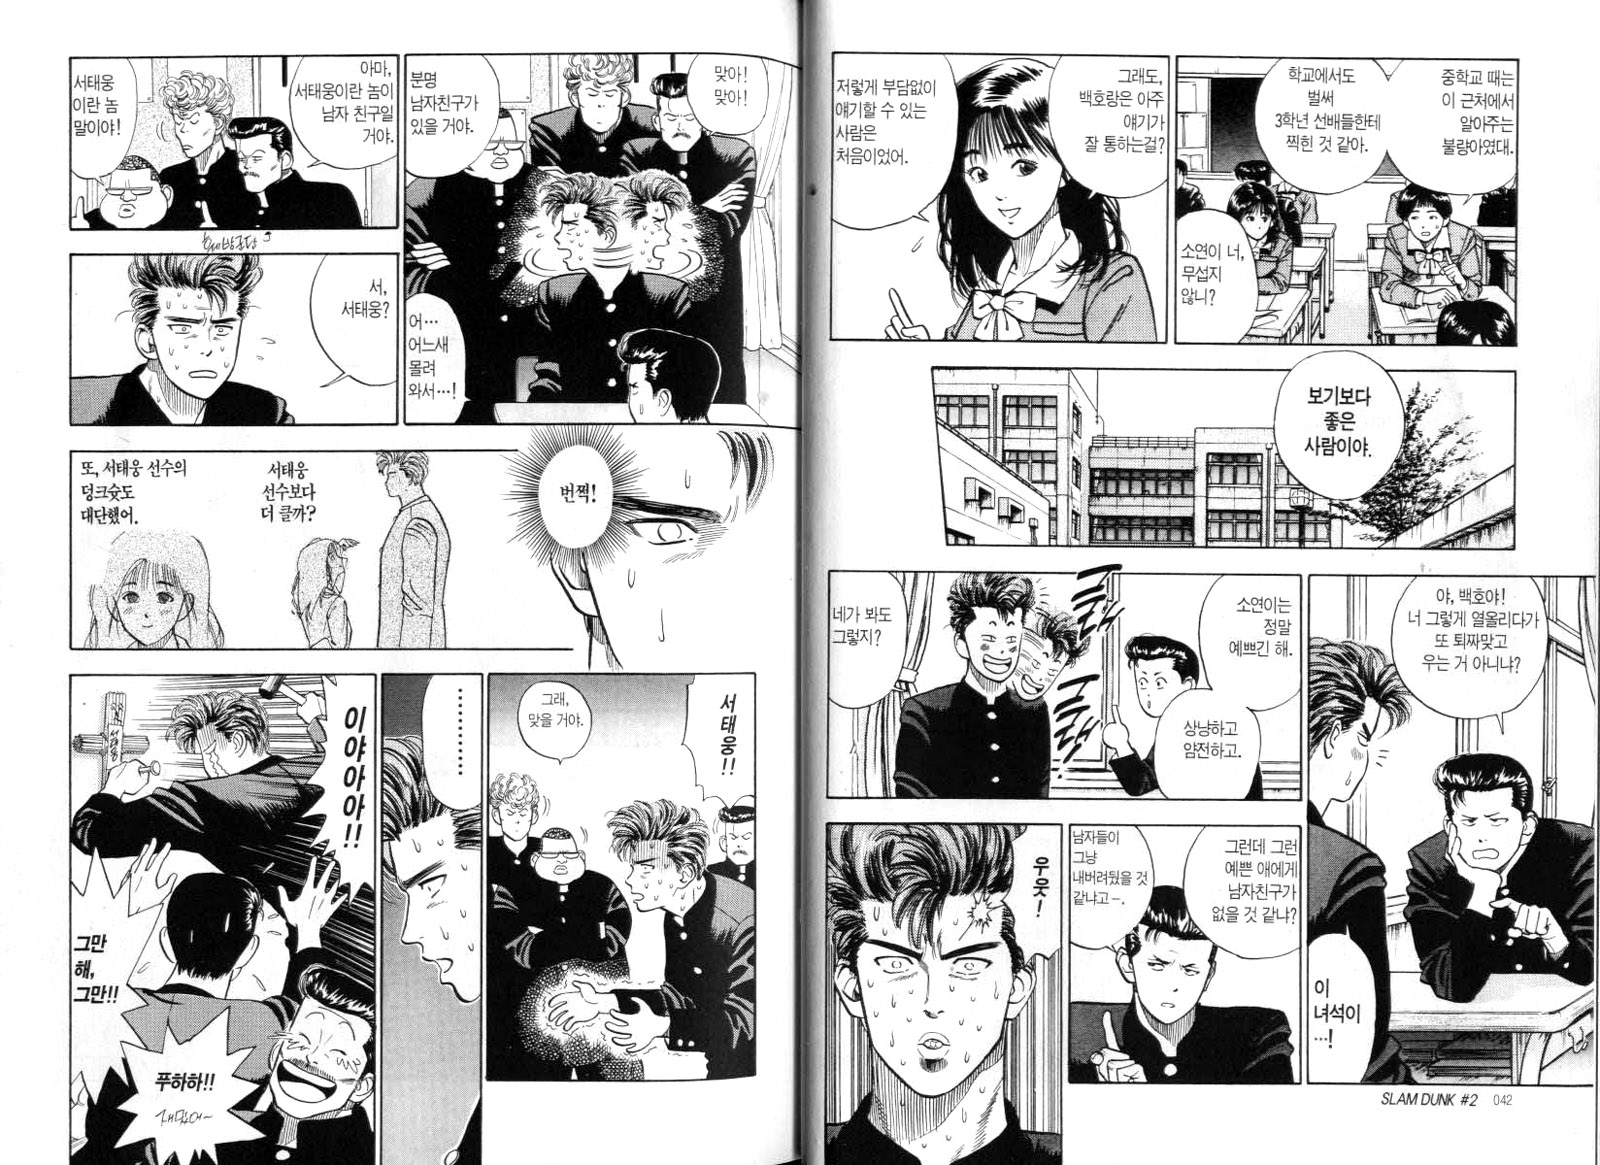 중학교 때는
이 근처에서
알아주는
불량아였대.
학교에서도
벌써
3학년 선배들한테
찍힌 것 같아.
소연이 너,
무섭지
않니?
그래도,
백호랑은 아주
얘기가
잘 통하는걸?
저렇게 부담없이
얘기할 수 있는
사람은
처음이었어.
보기보다
좋은
사람이야.
야, 백호야!
너 그렇게 열올리다가
또 퇴짜맞고
우는 거 아니냐?
이
녀석이
…!
소연이는
정말
예쁘긴 해.
상냥하고
얌전하고.
네가 봐도
그렇지?
그런데 그런
예쁜 애에게
남자친구가
없을 것 같냐?
남자들이
그냥
내버려뒀을 것
같냐고－.
우웃!
SLAM DUNK #2 042
맞아!
맞아!
분명
남자친구가
있을 거야.
어…
어느새
몰려
와서…!
아마,
서태웅이란 놈이
남자 친구일
거야.
서태웅
이란 놈
말이야!
서,
서태웅?
번쩍!
서태웅
선수보다
더 클까?
또, 서태웅 선수의
덩크슛도
대단했어.
서태웅!!
그래,
맞을 거야.
………
이야아아아!!
서태웅
그만
해,
그만!!
푸하하!!
재밌어~